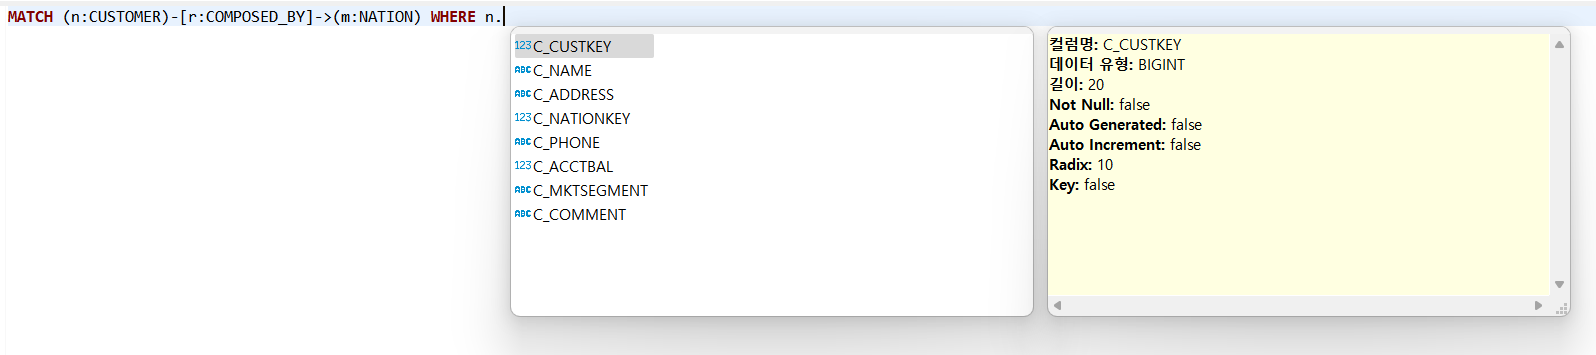 MATCH (n:CUSTOMER)-[r:COMPOSED_BY]->(m:NATION) WHERE n.
123 C_CUSTKEY
ABC C_NAME
ABC C_ADDRESS
123 C_NATIONKEY
ABC C_PHONE
123 C_ACCTBAL
ABC C_MKTSEGMENT
ABC C_COMMENT
컬럼명: C_CUSTKEY
데이터 유형: BIGINT
길이: 20
Not Null: false
Auto Generated: false
Auto Increment: false
Radix: 10
Key: false